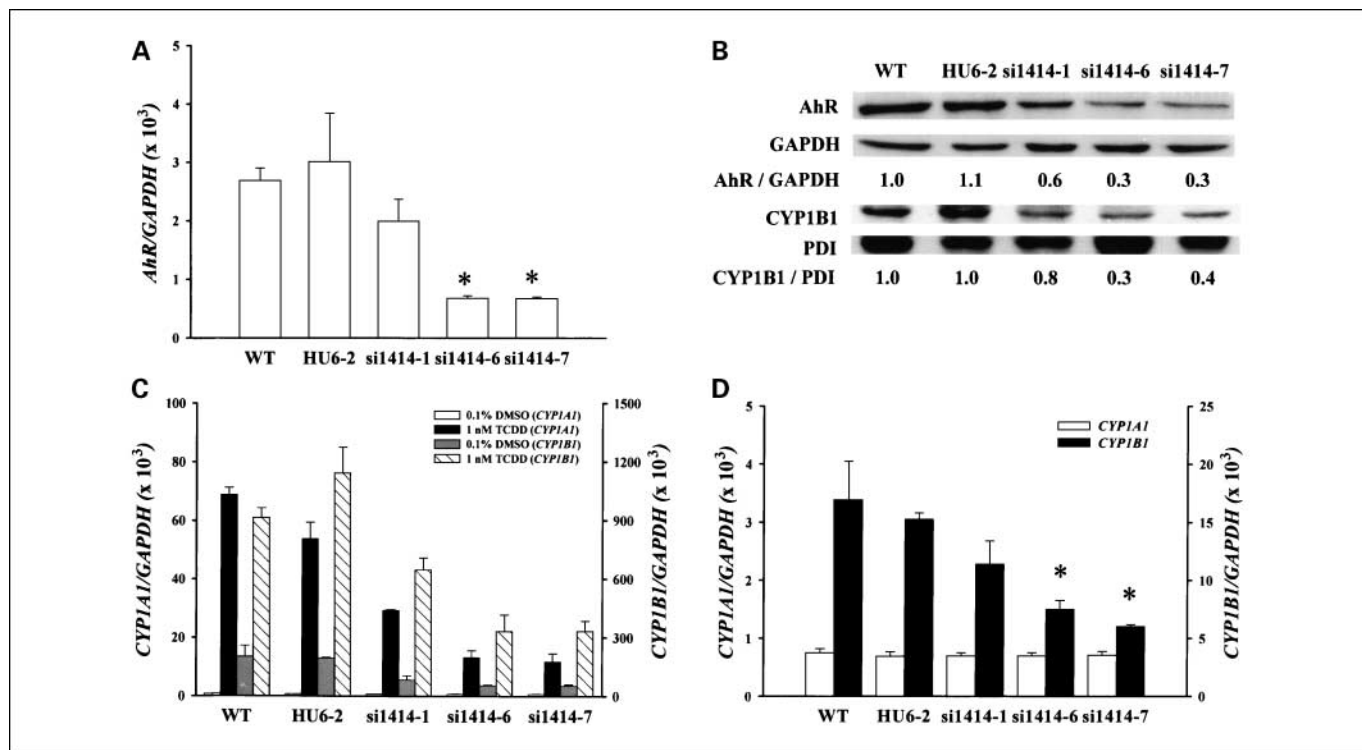 A
AhR/GAPDH (x 10³)
5
4
3
2
1
0
*
*
WT HU6-2 si1414-1 si1414-6 si1414-7
B
WT HU6-2 si1414-1 si1414-6 si1414-7
AhR
GAPDH
AhR / GAPDH 1.0 1.1 0.6 0.3 0.3
CYP1B1
PDI
CYP1B1 / PDI 1.0 1.0 0.8 0.3 0.4
C
CYP1A1/GAPDH (x 10³)
100
80
60
40
20
0
0.1% DMSO (CYP1A1)
1 nM TCDD (CYP1A1)
0.1% DMSO (CYP1B1)
1 nM TCDD (CYP1B1)
1500
1200
900
600
300
0
CYP1B1/GAPDH (x 10³)
WT HU6-2 si1414-1 si1414-6 si1414-7
D
CYP1A1/GAPDH (x 10³)
5
4
3
2
1
0
CYP1A1
CYP1B1
*
*
25
20
15
10
5
0
CYP1B1/GAPDH (x 10³)
WT HU6-2 si1414-1 si1414-6 si1414-7